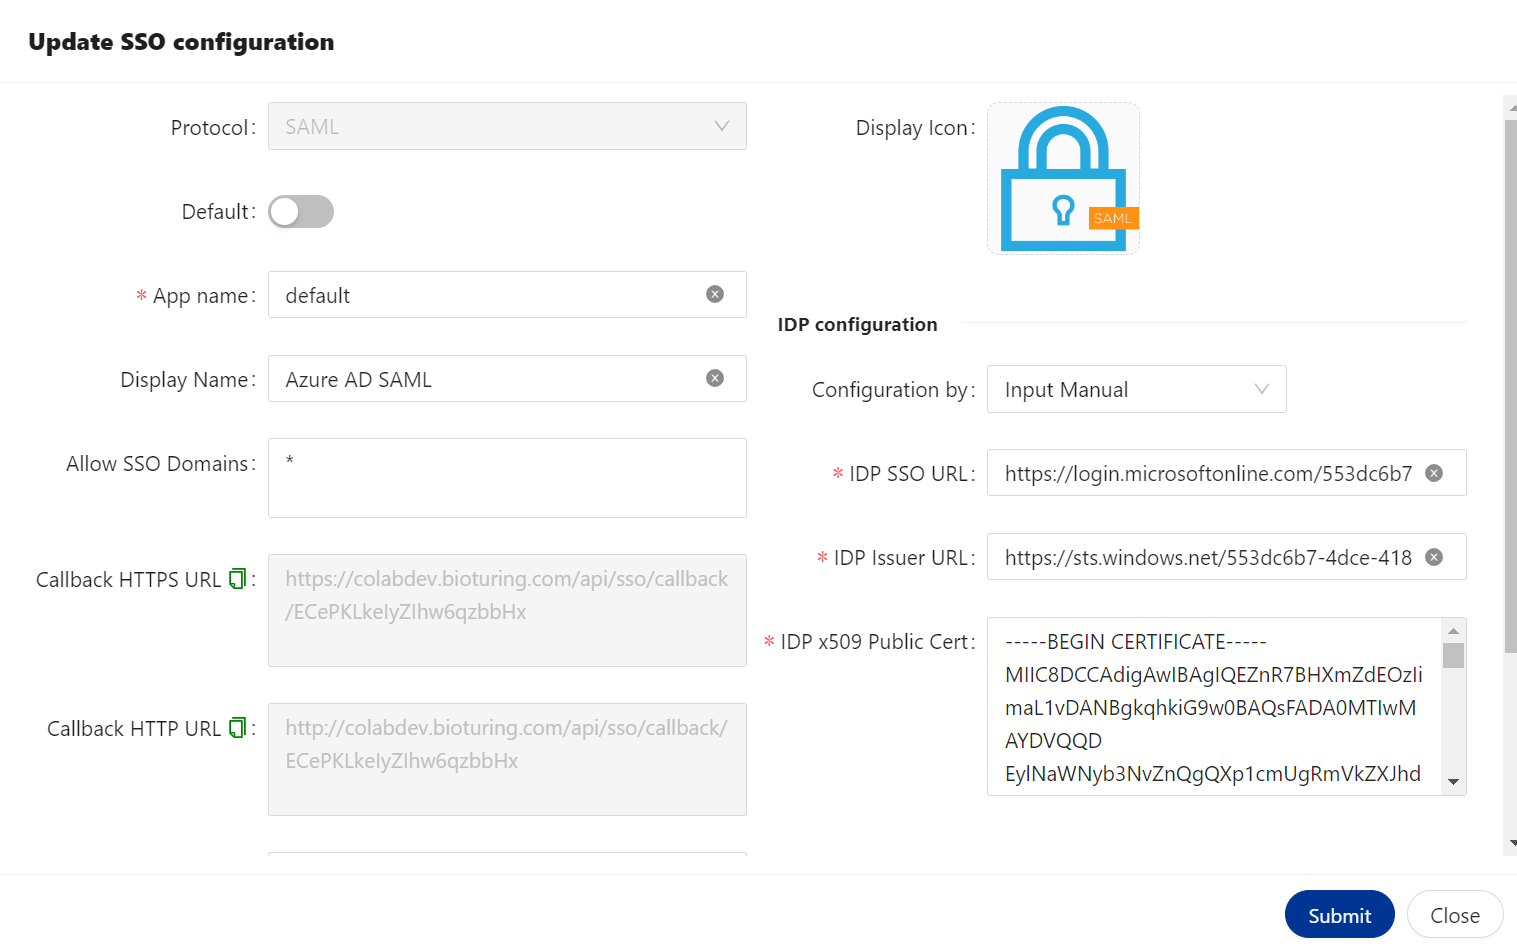 Update SSO configuration
Protocol:
SAML
Default:
* App name:
default
Display Name:
Azure AD SAML
Allow SSO Domains:
*
Callback HTTPS URL :
https://colabdev.bioturing.com/api/sso/callback
/ECePKLkeIyZIhw6qzbbHx
Callback HTTP URL :
http://colabdev.bioturing.com/api/sso/callback/
ECePKLkeIyZIhw6qzbbHx
Display Icon:
SAML
IDP configuration
Configuration by:
Input Manual
* IDP SSO URL:
https://login.microsoftonline.com/553dc6b7
* IDP Issuer URL:
https://sts.windows.net/553dc6b7-4dce-418
* IDP x509 Public Cert:
-----BEGIN CERTIFICATE-----
MIIC8DCCAdigAwIBAgIQEZnR7BHXmZdEOzIi
maL1vDANBgkqhkiG9w0BAQsFADA0MTIwM
AYDVQQD
EylNaWNyb3NvZnQgQXp1cmUgRmVkZXJhd
Submit
Close